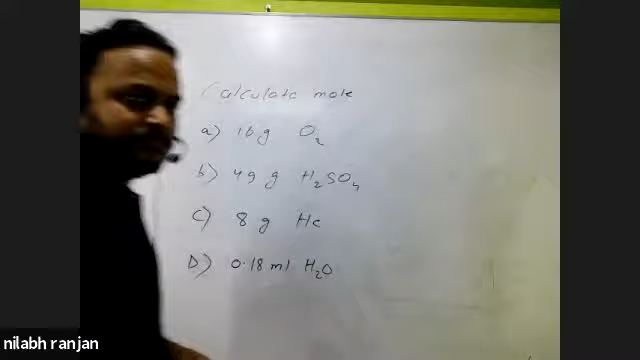 Calculate mole
a) 16 g O2
b) 49 g H2SO4
c) 8 g He
D) 0.18 ml H2O
nilabh ranjan